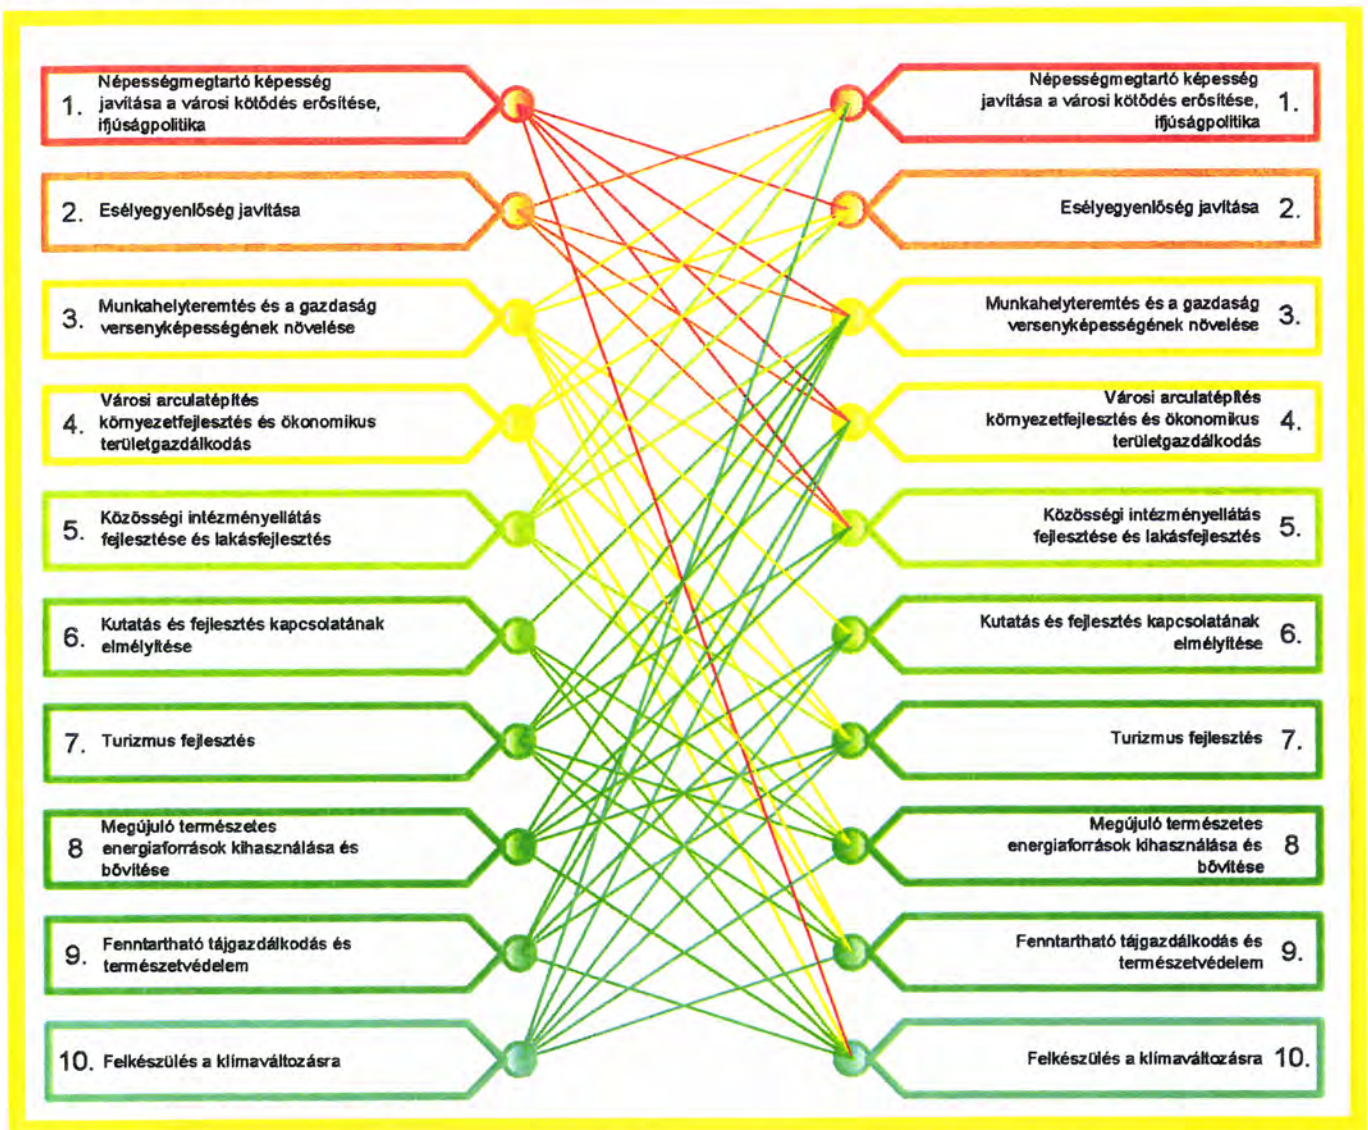 1. Népességmegtartó képesség
javítása a városi kötődés erősítése,
ifjúságpolitika
2. Esélyegyenlőség javítása
3. Munkahelyteremtés és a gazdaság
versenyképességének növelése
4. Városi arculatépítés
környezetfejlesztés és ökonomikus
területgazdálkodás
5. Közösségi intézményellátás
fejlesztése és lakásfejlesztés
6. Kutatás és fejlesztés kapcsolatának
elmélyítése
7. Turizmus fejlesztés
8 Megújuló természetes
energiaforrások kihasználása és
bővítése
9. Fenntartható tájgazdálkodás és
természetvédelem
10. Felkészülés a klímaváltozásra
Népességmegtartó képesség
javítása a városi kötődés erősítése, 1.
ifjúságpolitika
Esélyegyenlőség javítása 2.
Munkahelyteremtés és a gazdaság 3.
versenyképességének növelése
Városi arculatépítés
környezetfejlesztés és ökonomikus 4.
területgazdálkodás
Közösségi intézményellátás 5.
fejlesztése és lakásfejlesztés
Kutatás és fejlesztés kapcsolatának 6.
elmélyítése
Turizmus fejlesztés 7.
Megújuló természetes
energiaforrások kihasználása és 8
bővítése
Fenntartható tájgazdálkodás és 9.
természetvédelem
Felkészülés a klímaváltozásra 10.